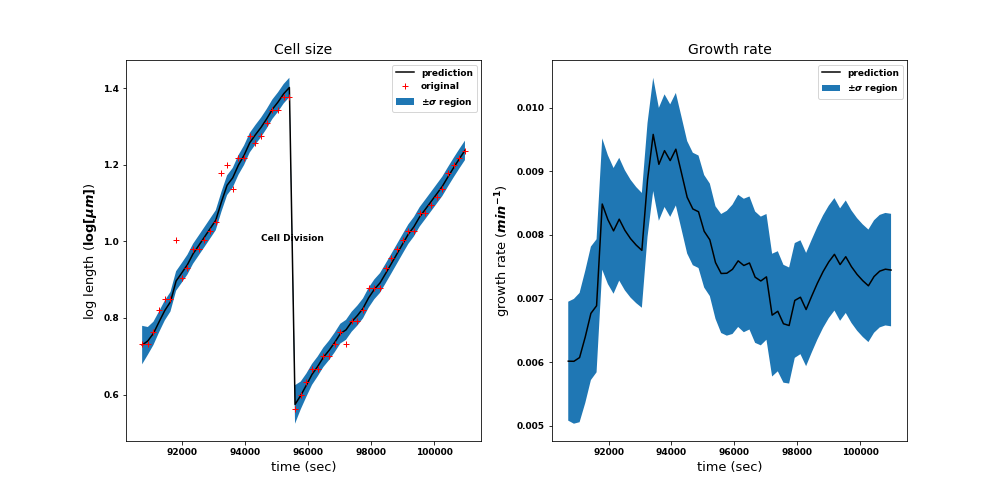 Cell size
prediction
original
±σ region
Cell Division
1.4
1.2
1.0
0.8
0.6
log length (log[μm])
92000 94000 96000 98000 100000
time (sec)
Growth rate
prediction
±σ region
0.010
0.009
0.008
0.007
0.006
0.005
growth rate (min⁻¹)
92000 94000 96000 98000 100000
time (sec)